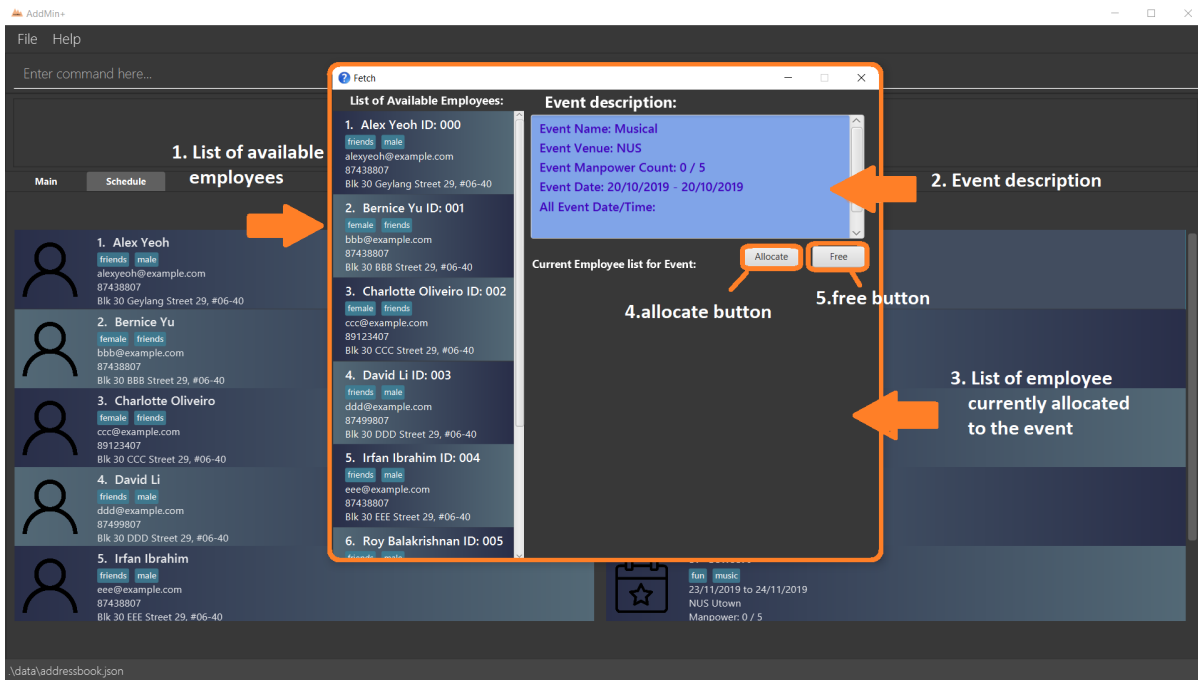 AddMin+
File Help
Enter command here...
Main
Schedule
1. List of available
employees
1. Alex Yeoh
friends male
alexyeoh@example.com
87438807
Blk 30 Geylang Street 29, #06-40
2. Bernice Yu
female friends
bbb@example.com
87438807
Blk 30 BBB Street 29, #06-40
3. Charlotte Oliveiro
female friends
ccc@example.com
89123407
Blk 30 CCC Street 29, #06-40
4. David Li
friends male
ddd@example.com
87499807
Blk 30 DDD Street 29, #06-40
5. Irfan Ibrahim
friends male
eee@example.com
87438807
Blk 30 EEE Street 29, #06-40
Fetch
List of Available Employees:
1. Alex Yeoh ID: 000
friends male
alexyeoh@example.com
87438807
Blk 30 Geylang Street 29, #06-40
2. Bernice Yu ID: 001
female friends
bbb@example.com
87438807
Blk 30 BBB Street 29, #06-40
3. Charlotte Oliveiro ID: 002
female friends
ccc@example.com
89123407
Blk 30 CCC Street 29, #06-40
4. David Li ID: 003
friends male
ddd@example.com
87499807
Blk 30 DDD Street 29, #06-40
5. Irfan Ibrahim ID: 004
friends male
eee@example.com
87438807
Blk 30 EEE Street 29, #06-40
6. Roy Balakrishnan ID: 005
friends male
Event description:
Event Name: Musical
Event Venue: NUS
Event Manpower Count: 0 / 5
Event Date: 20/10/2019 - 20/10/2019
All Event Date/Time:
Current Employee list for Event:
Allocate
Free
4.allocate button
5.free button
2. Event description
3. List of employee
currently allocated
to the event
fun music
23/11/2019 to 24/11/2019
NUS Utown
Manpower: 0 / 5
.\data\addressbook.json